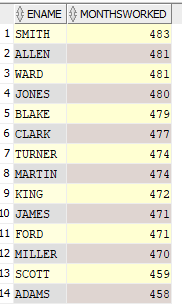 ENAME MONTHSWORKED
1 SMITH 483
2 ALLEN 481
3 WARD 481
4 JONES 480
5 BLAKE 479
6 CLARK 477
7 TURNER 474
8 MARTIN 474
9 KING 472
10 JAMES 471
11 FORD 471
12 MILLER 470
13 SCOTT 459
14 ADAMS 458